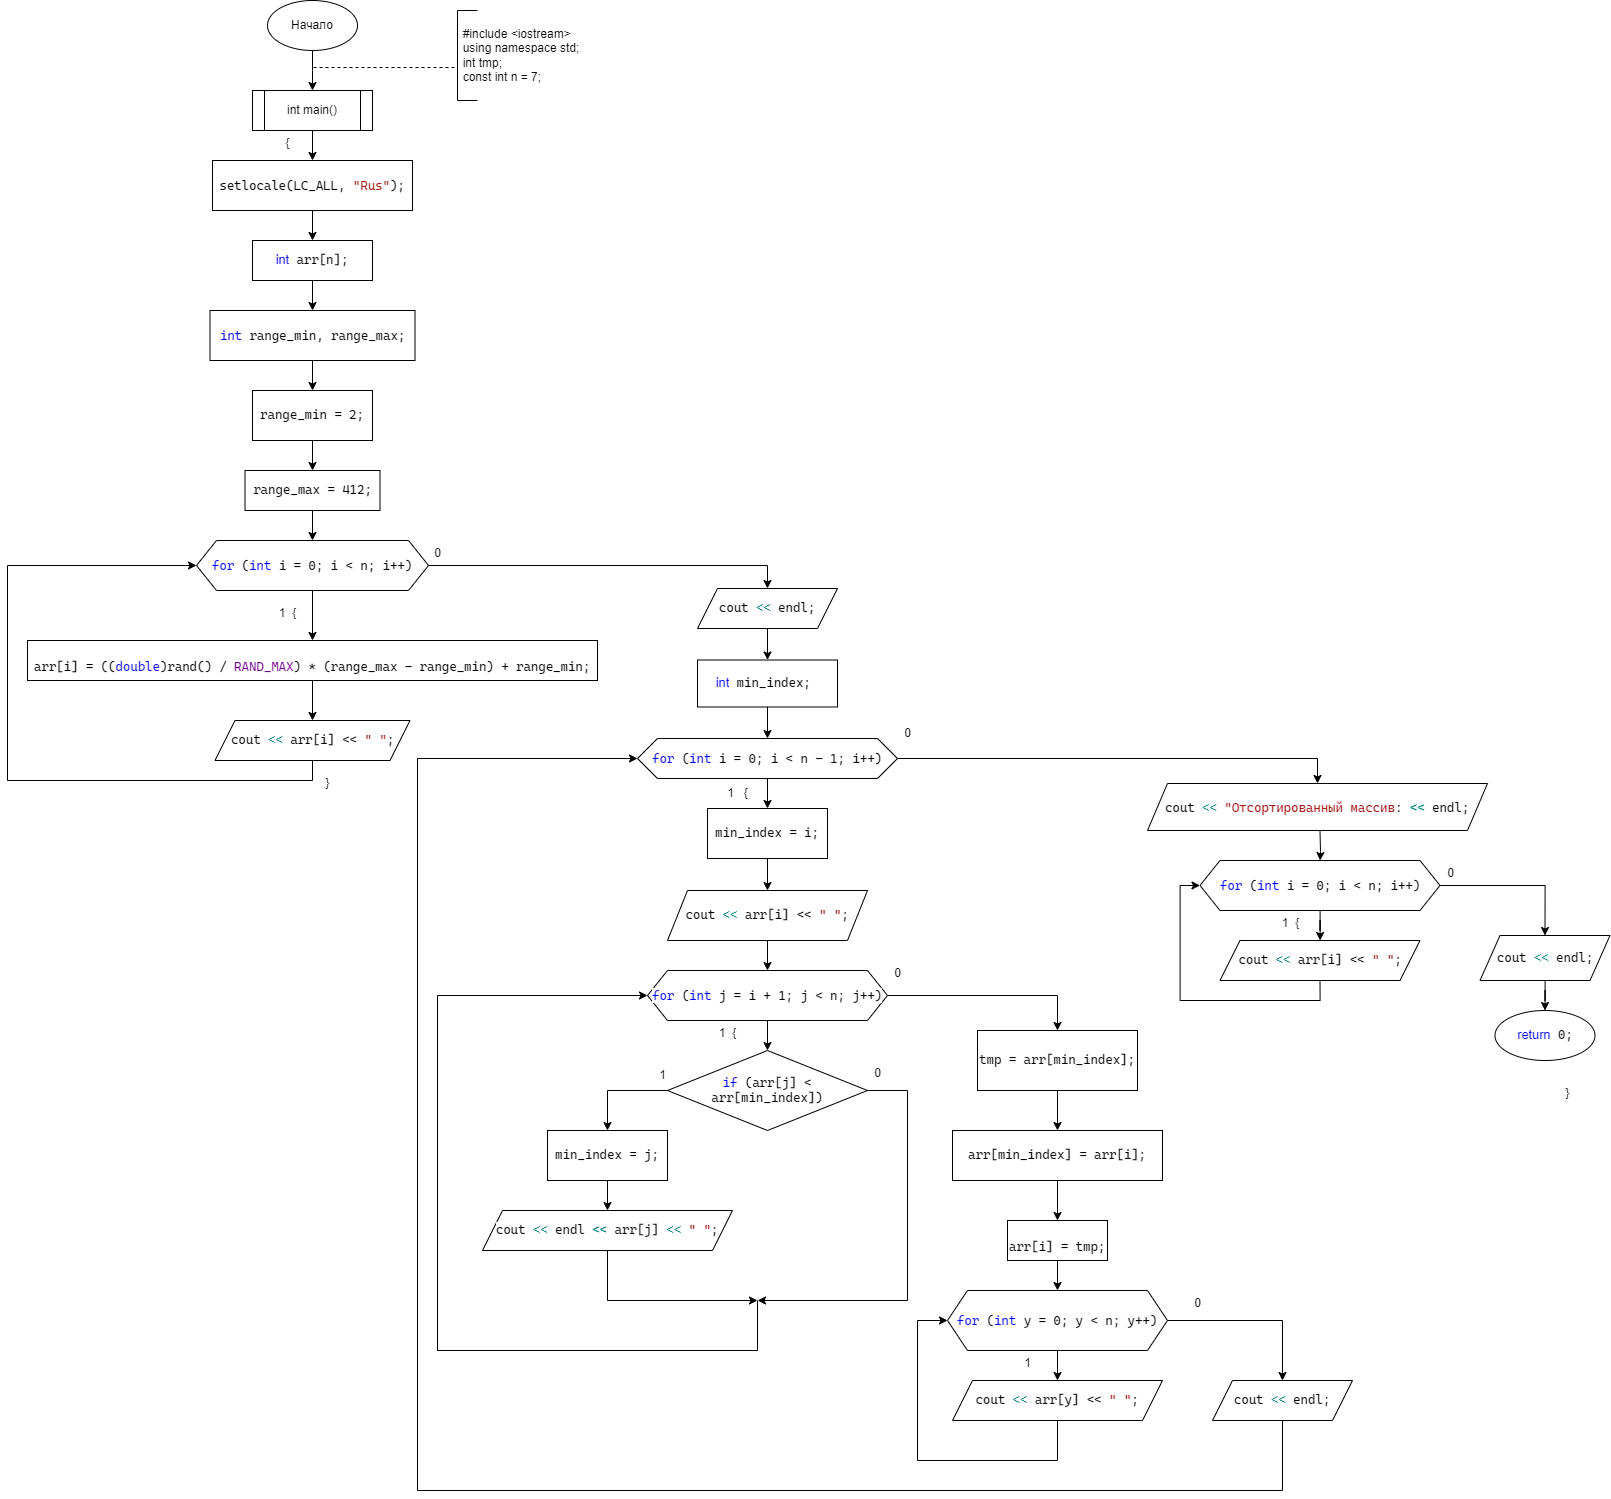 Начало
#include <iostream>
using namespace std;
int tmp;
const int n = 7;
int main()
{
setlocale(LC_ALL, "Rus");
int arr[n];
int range_min, range_max;
range_min = 2;
range_max = 412;
for (int i = 0; i < n; i++)
0
1 {
arr[i] = ((double)rand() / RAND_MAX) * (range_max - range_min) + range_min;
cout << arr[i] << " ";
}
cout << endl;
int min_index;
for (int i = 0; i < n - 1; i++)
0
1 {
min_index = i;
cout << arr[i] << " ";
for (int j = i + 1; j < n; j++)
0
1 {
if (arr[j] <
arr[min_index])
1
0
min_index = j;
cout << endl << arr[j] << " ";
tmp = arr[min_index];
arr[min_index] = arr[i];
arr[i] = tmp;
for (int y = 0; y < n; y++)
0
1
cout << arr[y] << " ";
cout << endl;
cout << "Отсортированный массив: << endl;
for (int i = 0; i < n; i++)
0
1 {
cout << arr[i] << " ";
cout << endl;
return 0;
}